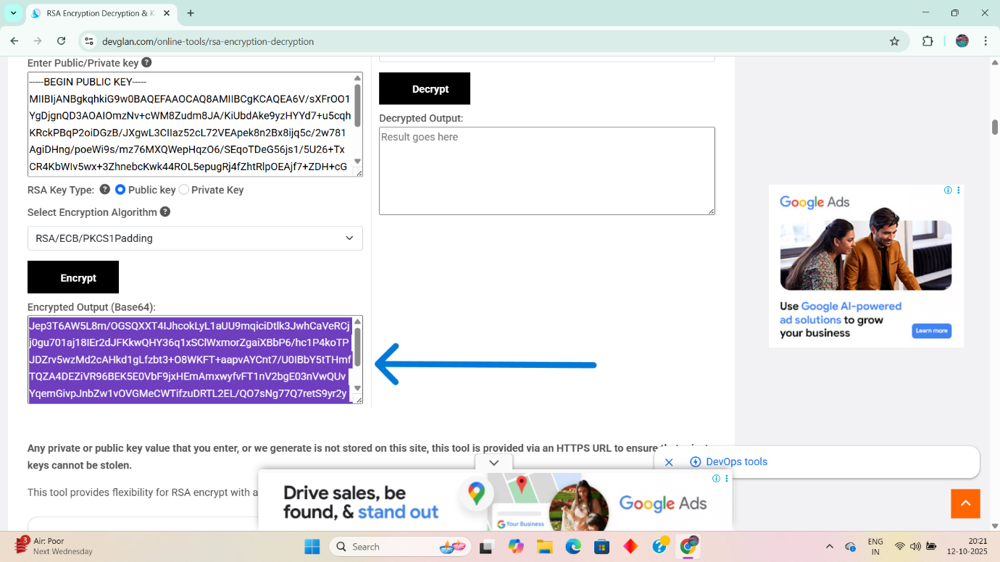 RSA Encryption Decryption & K
devglan.com/online-tools/rsa-encryption-decryption
Enter Public/Private key
-----BEGIN PUBLIC KEY-----
MIIBIjANBgkqhkiG9w0BAQEFAAOCAQ8AMIIBCgKCAQEA6V/sXFrOO1
YgDjgnQD3AOAIOmzNv+cWM8Zudm8JA/KiUbdAke9yzHYYd7+u5cqh
KRckPBqP2oiDGzB/JXgwL3CIIaz52cL72VEApek8n2Bx8ijq5c/2w781
AgiDHng/poeWi9s/mz76MXQWepHqzO6/SEqoTDeG56js1/5U26+Tx
CR4KbWIv5wx+3ZhnebcKwk44ROL5epugRj4fZhtRlpOEAjf7+ZDH+cG
RSA Key Type: Public key Private Key
Select Encryption Algorithm
RSA/ECB/PKCS1Padding
Encrypt
Encrypted Output (Base64):
Jep3T6AW5L8m/OGSQXXT4IJhcokLyL1aUU9mqiciDtlk3JwhCaVeRCj
j0gu701aj18IEr2dJFKkwQHY36q1xSClWxmorZgaiXBbP6/hc1P4koTP
JDZrv5wzMd2cAHkd1gLfzbt3+O8WKFT+aapvAYCnt7/U0IBbY5tTHmf
TQZA4DEZiVR96BEK5E0VbF9jxHEmAmxwyfvFT1nV2bgE03nVwQUv
YqemGivpJnbZw1vOVGMeCWTifzuDRTL2EL/QO7sNg77Q7retS9yr2y
Decrypt
Decrypted Output:
Result goes here
Google Ads
Use Google AI-powered
ad solutions to grow
your business
Learn more
Any private or public key value that you enter, or we generate is not stored on this site, this tool is provided via an HTTPS URL to ensure
keys cannot be stolen.
This tool provides flexibility for RSA encrypt with a
DevOps tools
Drive sales, be
found, & stand out
Your Business
Google Ads
3
Air: Poor
Next Wednesday
Search
ENG
IN
20:21
12-10-2025